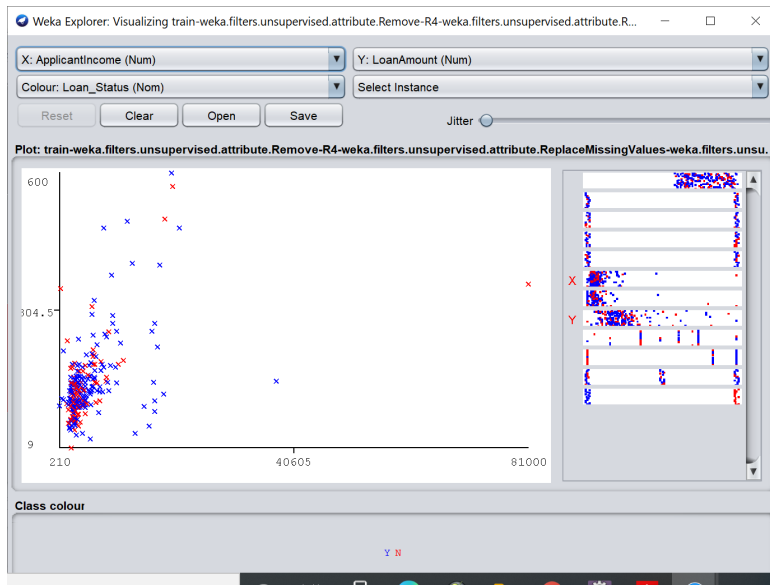 Weka Explorer: Visualizing train-weka.filters.unsupervised.attribute.Remove-R4-weka.filters.unsupervised.attribute.R...
X: ApplicantIncome (Num)
Y: LoanAmount (Num)
Colour: Loan_Status (Nom)
Select Instance
Reset
Clear
Open
Save
Jitter
Plot: train-weka.filters.unsupervised.attribute.Remove-R4-weka.filters.unsupervised.attribute.ReplaceMissingValues-weka.filters.unsu.
600
304.5
9
210
40605
81000
X
Y
Class colour
Y N